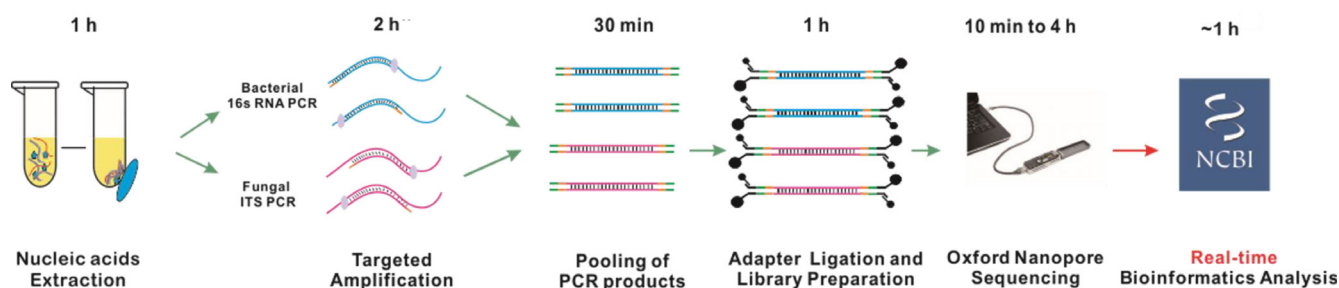 1 h
2 h
30 min
1 h
10 min to 4 h
~1 h
Bacterial
16s RNA PCR
Fungal
ITS PCR
NCBI
Nucleic acids
Extraction
Targeted
Amplification
Pooling of
PCR products
Adapter Ligation and
Library Preparation
Oxford Nanopore
Sequencing
Real-time
Bioinformatics Analysis